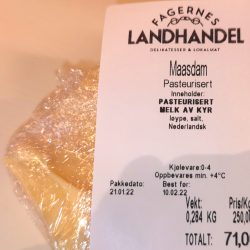 FAGERNES
LANDHANDEL
DELIKATESSER & LOKALMAT
Maasdam
Pasteurisert
Inneholder:
PASTEURISERT
MELK AV KYR
løype, salt,
Nederlandsk
Kjølevare:0-4
Oppbevares min. +4°C
Pakkedato: Best før:
21.01.22 10.02.22
Vekt: Pris/K
0,284 KG 250,0
TOTALT 71,0